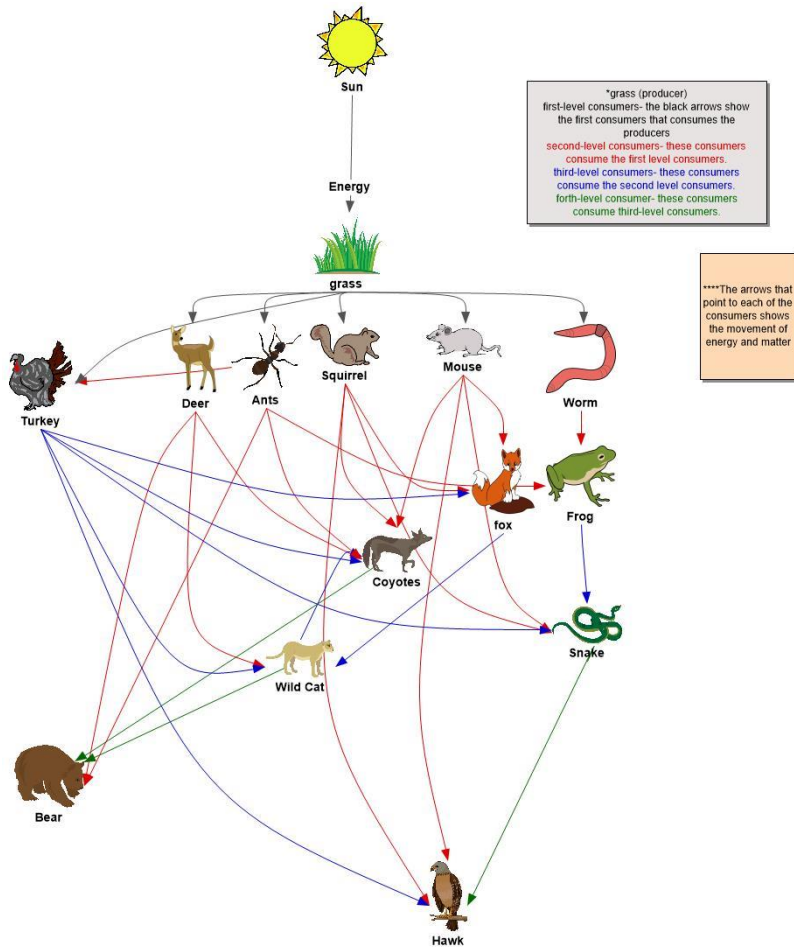 Sun
*grass (producer)
first-level consumers- the black arrows show
the first consumers that consumes the
producers
second-level consumers- these consumers
consume the first level consumers.
third-level consumers- these consumers
consume the second level consumers.
forth-level consumer- these consumers
consume third-level consumers.
Energy
grass
****The arrows that
point to each of the
consumers shows
the movement of
energy and matter
Turkey
Deer
Ants
Squirrel
Mouse
Worm
fox
Frog
Coyotes
Snake
Wild Cat
Bear
Hawk